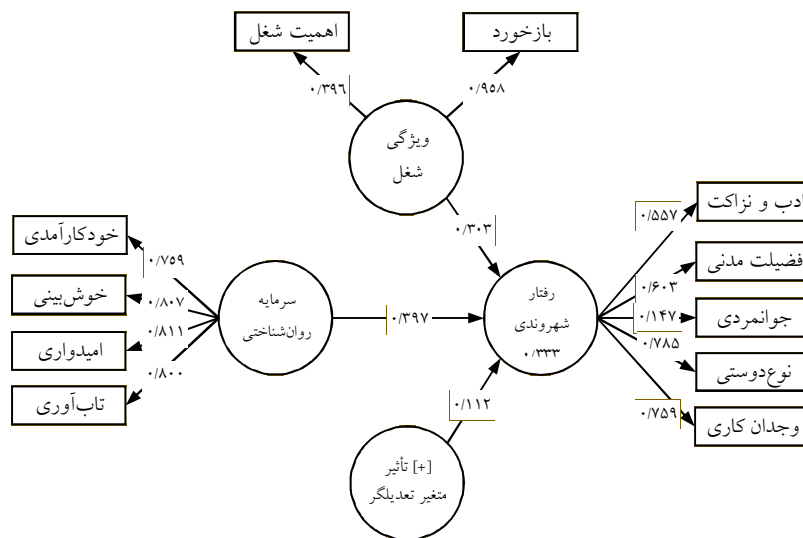 اهمیت شغل
بازخورد
۰/۳۹۶
۰/۹۵۸
ویژگی
شغل
۰/۳۰۳
خودکارآمدی
خوش‌بینی
امیدواری
تاب‌آوری
۰/۷۵۹
۰/۸۰۷
۰/۸۱۱
۰/۸۰۰
سرمایه
روان‌شناختی
۰/۳۹۷
رفتار
شهروندی
۰/۳۳۳
۰/۵۵۷
۰/۶۰۳
۰/۱۴۷
۰/۷۸۵
۰/۷۵۹
ادب و نزاکت
فضیلت مدنی
جوانمردی
نوع‌دوستی
وجدان کاری
۰/۱۱۲
[+] تأثیر
متغیر تعدیلگر